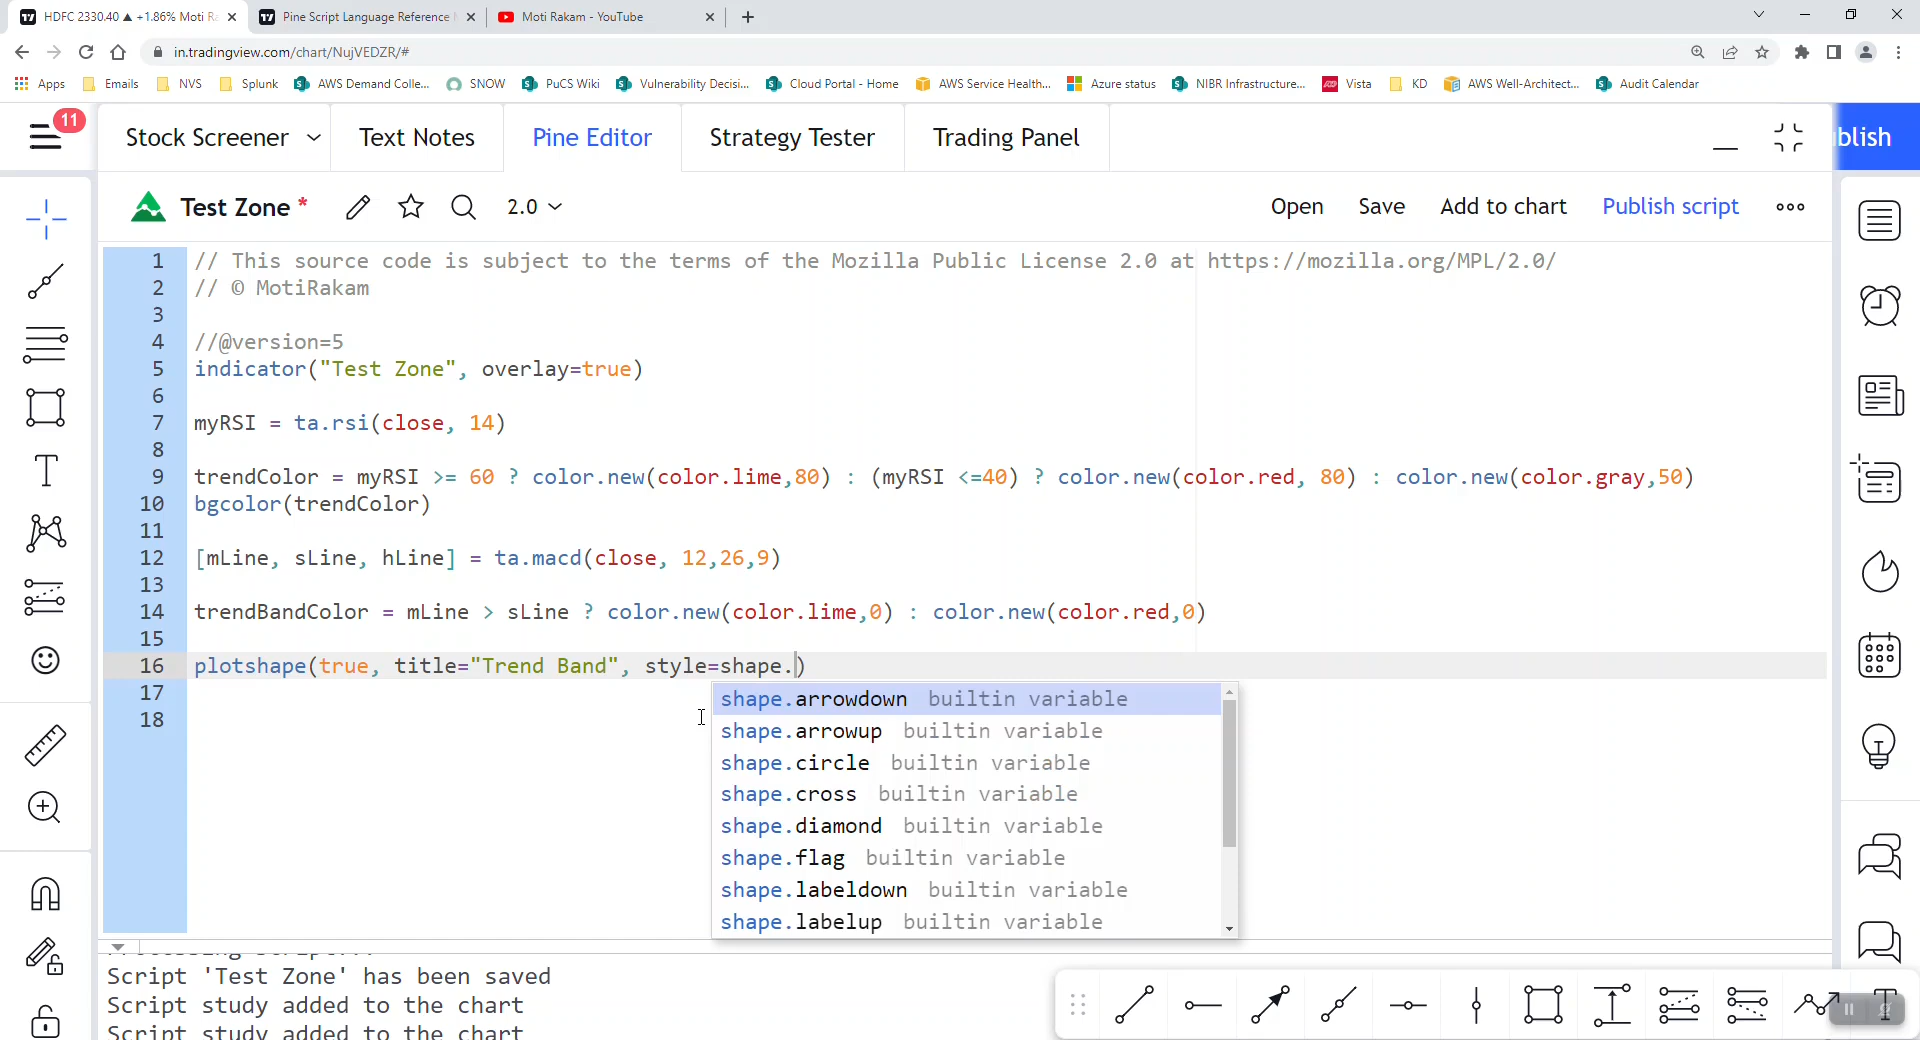 HDFC 2330.40 ▲ +1.86% Moti Ra
Pine Script Language Reference
Moti Rakam - YouTube
in.tradingview.com/chart/NujVEDZR/#
Apps
Emails
NVS
Splunk
AWS Demand Colle...
SNOW
PuCS Wiki
Vulnerability Decisi...
Cloud Portal - Home
AWS Service Health...
Azure status
NIBR Infrastructure...
Vista
KD
AWS Well-Architect...
Audit Calendar
11
Stock Screener
Text Notes
Pine Editor
Strategy Tester
Trading Panel
blish
Test Zone *
2.0
Open
Save
Add to chart
Publish script
1 // This source code is subject to the terms of the Mozilla Public License 2.0 at https://mozilla.org/MPL/2.0/
2 // © MotiRakam
3
4 //@version=5
5 indicator("Test Zone", overlay=true)
6
7 myRSI = ta.rsi(close, 14)
8
9 trendColor = myRSI >= 60 ? color.new(color.lime,80) : (myRSI <=40) ? color.new(color.red, 80) : color.new(color.gray,50)
10 bgcolor(trendColor)
11
12 [mLine, sLine, hLine] = ta.macd(close, 12,26,9)
13
14 trendBandColor = mLine > sLine ? color.new(color.lime,0) : color.new(color.red,0)
15
16 plotshape(true, title="Trend Band", style=shape.)
17
18
shape.arrowdown builtin variable
shape.arrowup builtin variable
shape.circle builtin variable
shape.cross builtin variable
shape.diamond builtin variable
shape.flag builtin variable
shape.labeldown builtin variable
shape.labelup builtin variable
Script 'Test Zone' has been saved
Script study added to the chart
Script study added to the chart